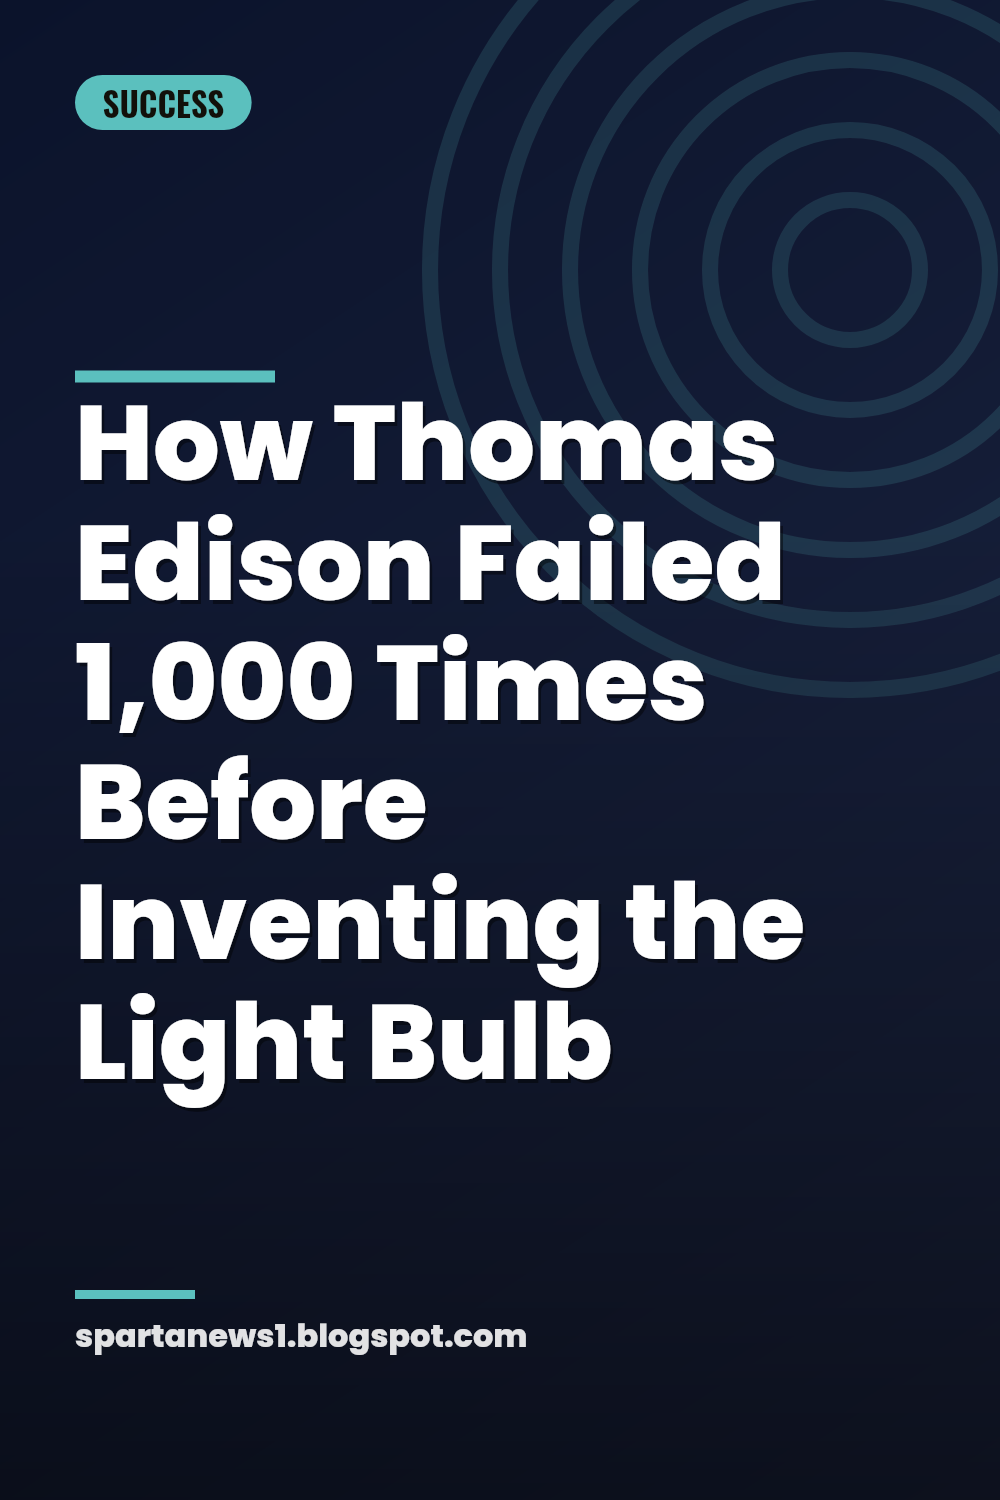 SUCCESS
How Thomas
Edison Failed
1,000 Times
Before
Inventing the
Light Bulb
spartanews1.blogspot.com